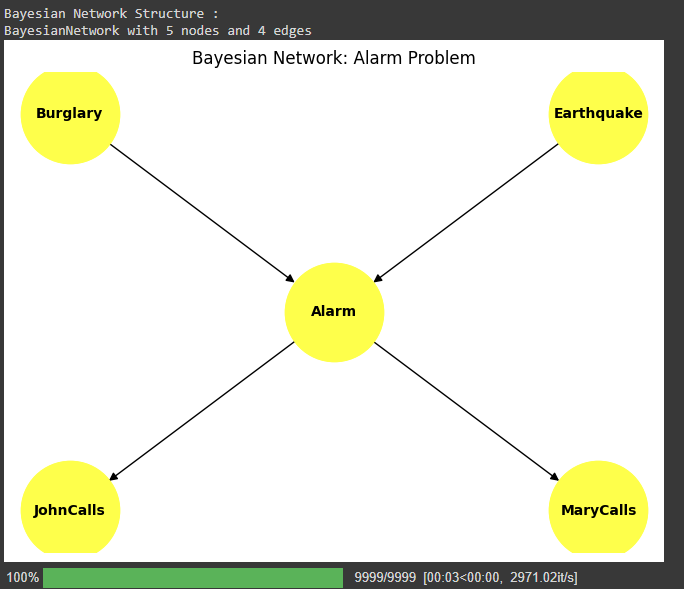 Bayesian Network Structure :
BayesianNetwork with 5 nodes and 4 edges
Bayesian Network: Alarm Problem
Burglary
Earthquake
Alarm
JohnCalls
MaryCalls
100% 9999/9999 [00:03<00:00, 2971.02it/s]